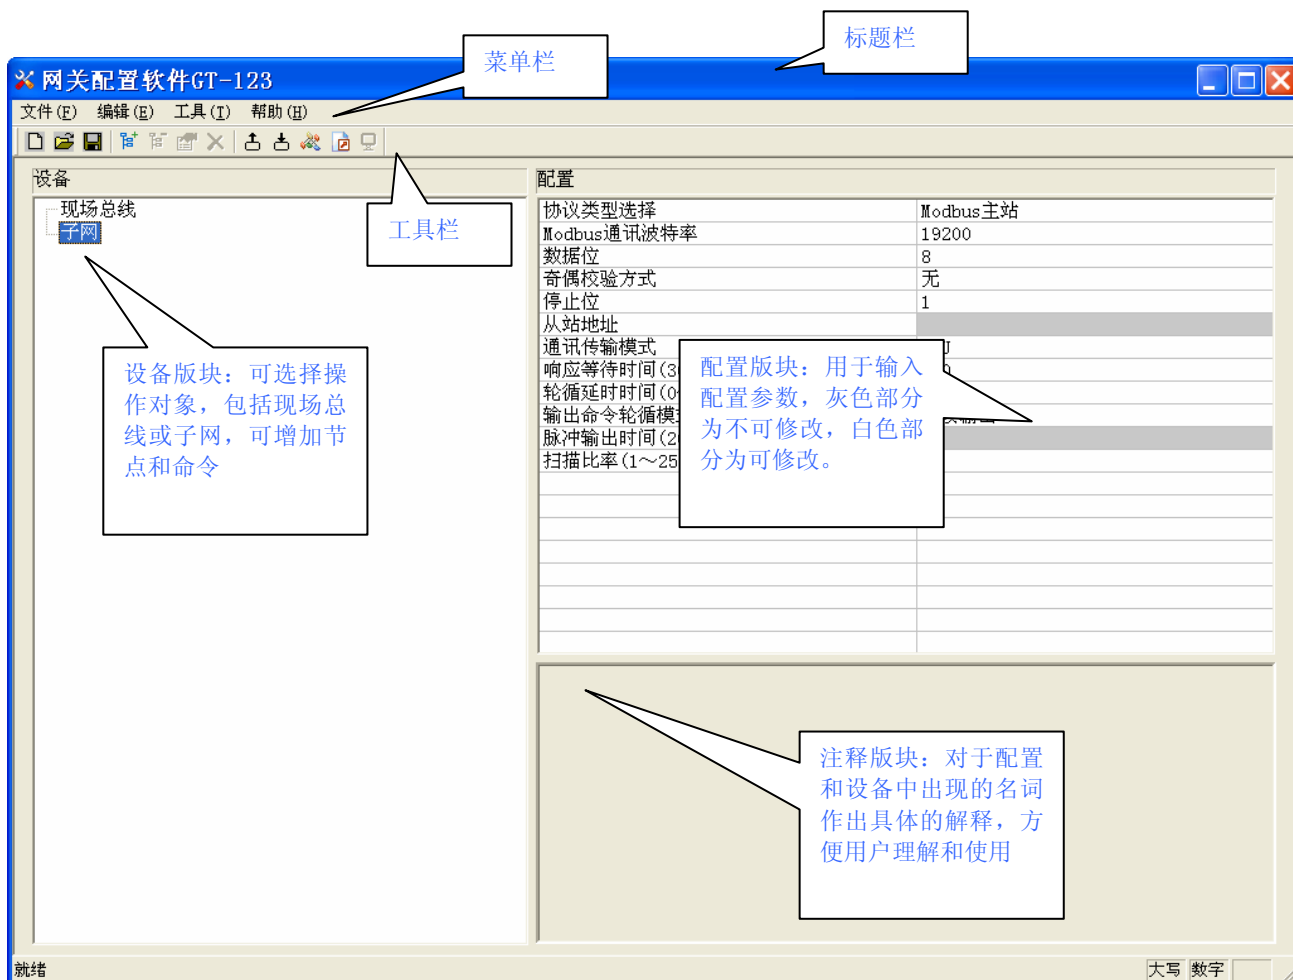 标题栏
菜单栏
网关配置软件GT-123
文件(F) 编辑(E) 工具(T) 帮助(H)
设备
配置
现场总线
子网
工具栏
协议类型选择 Modbus主站
Modbus通讯波特率 19200
数据位 8
奇偶校验方式 无
停止位 1
从站地址
通讯传输模式
响应等待时间(3
轮循延时时间(0
输出命令轮循模
脉冲输出时间(2
扫描比率(1~25
设备版块：可选择操
作对象，包括现场总
线或子网，可增加节
点和命令
配置版块：用于输入
配置参数，灰色部分
为不可修改，白色部
分为可修改。
注释版块：对于配置
和设备中出现的名词
作出具体的解释，方
便用户理解和使用
就绪
大写 数字